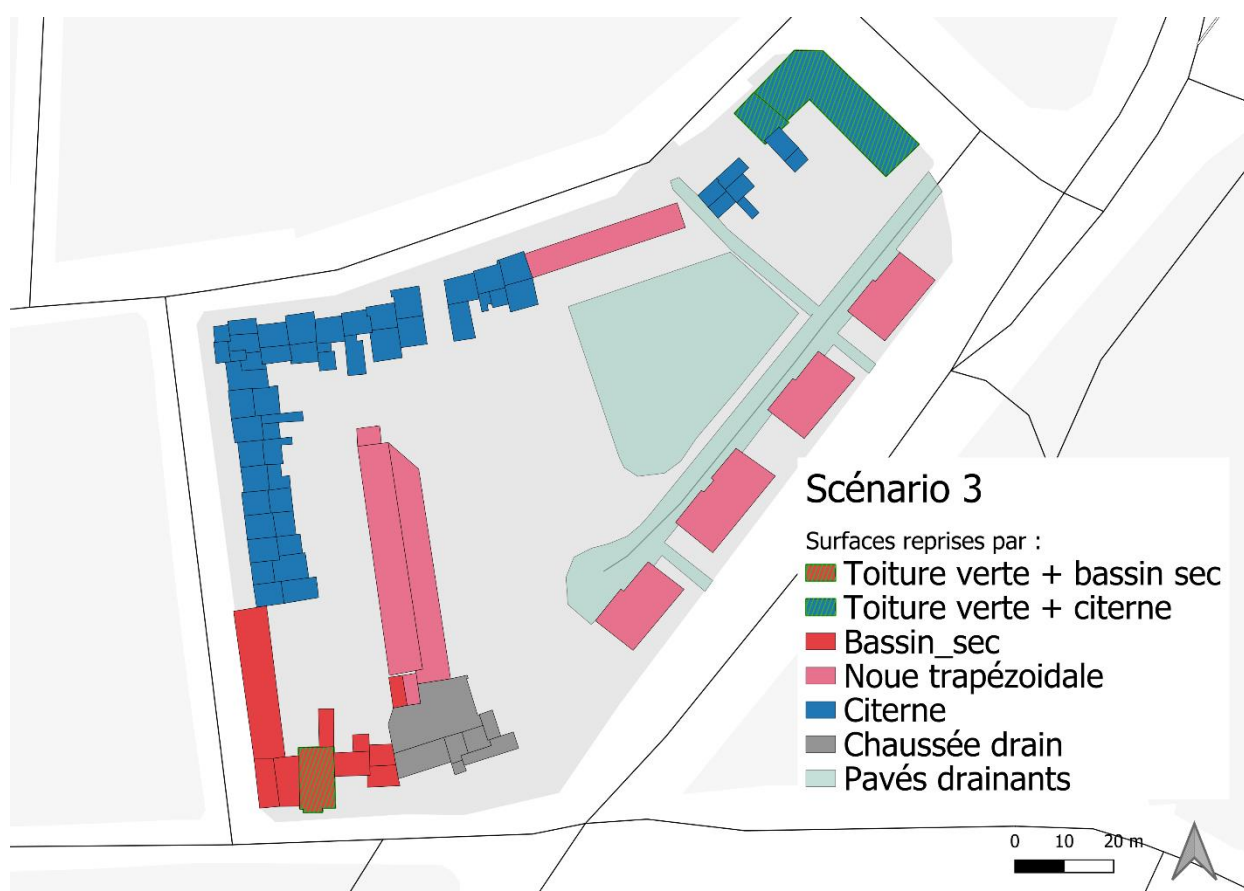 Scénario 3
Surfaces reprises par :
Toiture verte + bassin sec
Toiture verte + citerne
Bassin_sec
Noue trapézoidale
Citerne
Chaussée drain
Pavés drainants
0 10 20 m